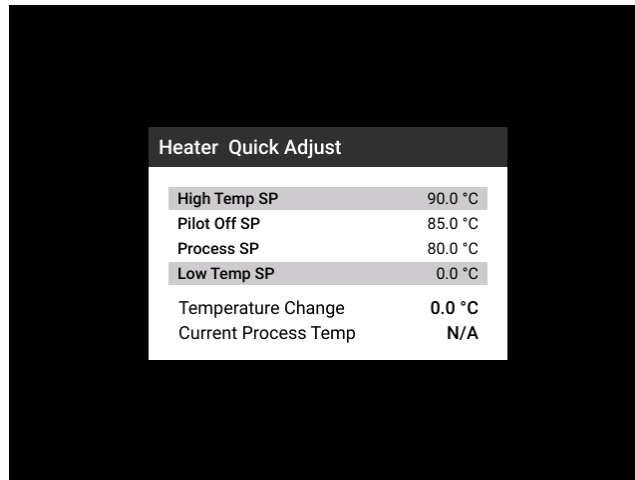 Heater Quick Adjust
High Temp SP 90.0 °C
Pilot Off SP 85.0 °C
Process SP 80.0 °C
Low Temp SP 0.0 °C
Temperature Change 0.0 °C
Current Process Temp N/A